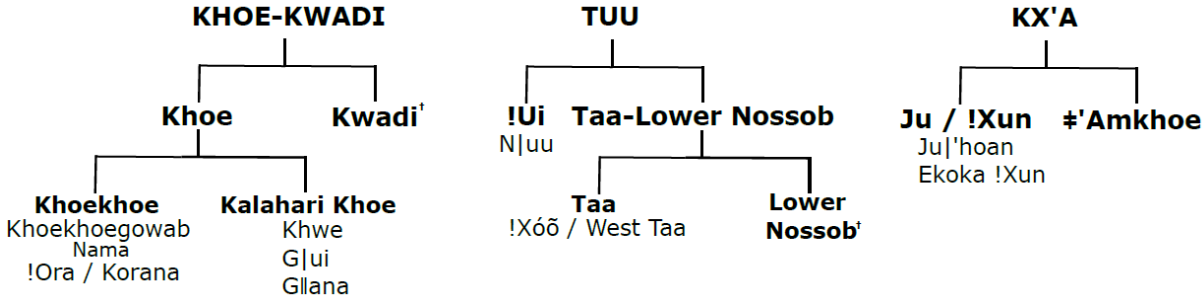 KHOE-KWADI
TUU
KX'A
Khoe
Kwadi†
!Ui
N|uu
Taa-Lower Nossob
Ju / !Xun
Ju|'hoan
Ekoka !Xun
ǂ'Amkhoe
Khoekhoe
Khoekhoegowab
Nama
!Ora / Korana
Kalahari Khoe
Khwe
G|ui
Gǁana
Taa
!Xóõ / West Taa
Lower
Nossob†